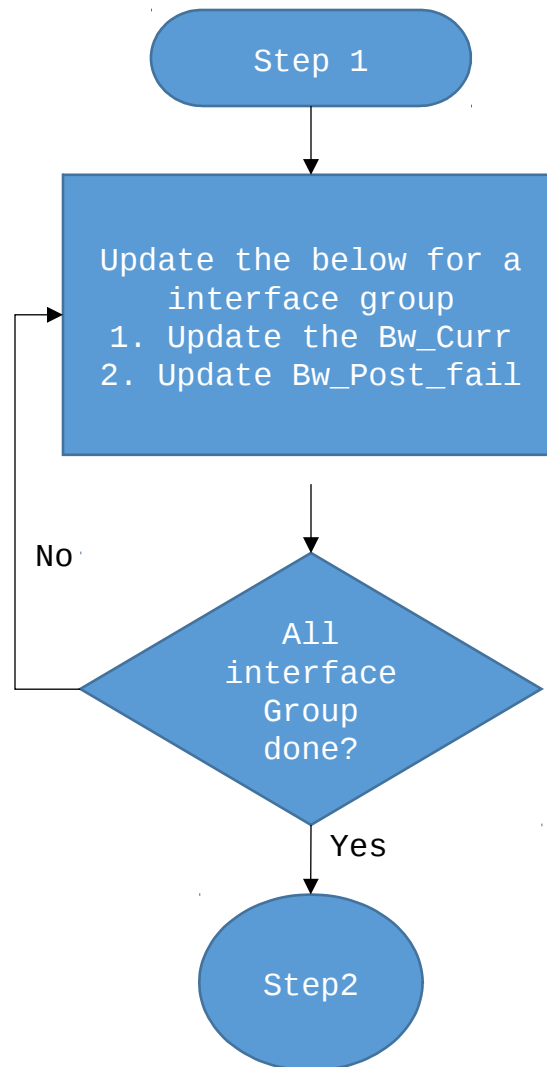 Step 1
Update the below for a
interface group
1. Update the Bw_Curr
2. Update Bw_Post_fail
No
All
interface
Group
done?
Yes
Step2